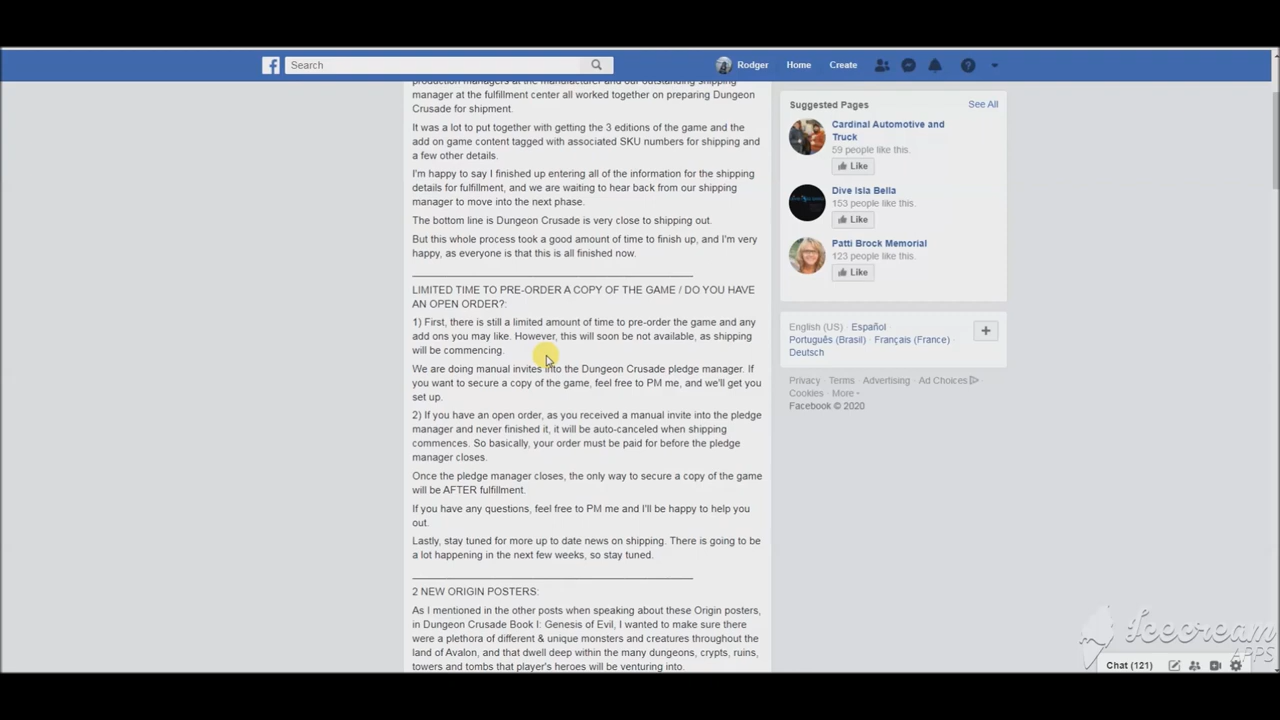 Search
Rodger
Home
Create
production managers at the manufacturer and our outstanding shipping
manager at the fulfillment center all worked together on preparing Dungeon
Crusade for shipment.
It was a lot to put together with getting the 3 editions of the game and the
add on game content tagged with associated SKU numbers for shipping and
a few other details.
I'm happy to say I finished up entering all of the information for the shipping
details for fulfillment, and we are waiting to hear back from our shipping
manager to move into the next phase.
The bottom line is Dungeon Crusade is very close to shipping out.
But this whole process took a good amount of time to finish up, and I'm very
happy, as everyone is that this is all finished now.
LIMITED TIME TO PRE-ORDER A COPY OF THE GAME / DO YOU HAVE
AN OPEN ORDER?:
1) First, there is still a limited amount of time to pre-order the game and any
add ons you may like. However, this will soon be not available, as shipping
will be commencing.
We are doing manual invites into the Dungeon Crusade pledge manager. If
you want to secure a copy of the game, feel free to PM me, and we'll get you
set up.
2) If you have an open order, as you received a manual invite into the pledge
manager and never finished it, it will be auto-canceled when shipping
commences. So basically, your order must be paid for before the pledge
manager closes.
Once the pledge manager closes, the only way to secure a copy of the game
will be AFTER fulfillment.
If you have any questions, feel free to PM me and I'll be happy to help you
out.
Lastly, stay tuned for more up to date news on shipping. There is going to be
a lot happening in the next few weeks, so stay tuned.
2 NEW ORIGIN POSTERS:
As I mentioned in the other posts when speaking about these Origin posters,
in Dungeon Crusade Book I: Genesis of Evil, I wanted to make sure there
were a plethora of different & unique monsters and creatures throughout the
land of Avalon, and that dwell deep within the many dungeons, crypts, ruins,
towers and tombs that player's heroes will be venturing into.
Suggested Pages
See All
Cardinal Automotive and
Truck
59 people like this.
Like
Dive Isla Bella
153 people like this.
Like
Patti Brock Memorial
123 people like this.
Like
English (US) · Español ·
Português (Brasil) · Français (France) ·
Deutsch
Privacy · Terms · Advertising · Ad Choices ·
Cookies · More
Facebook © 2020
Icecream
APPS
Chat (121)